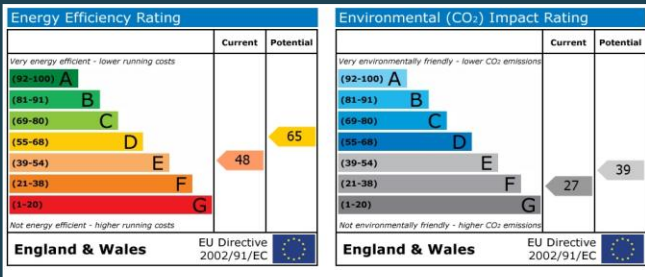 Energy Efficiency Rating
Current Potential
Very energy efficient - lower running costs
(92-100) A
(81-91) B
(69-80) C
(55-68) D
65
(39-54) E
48
(21-38) F
(1-20) G
Not energy efficient - higher running costs
England & Wales
EU Directive
2002/91/EC
Environmental (CO₂) Impact Rating
Current Potential
Very environmentally friendly - lower CO₂ emissions
(92-100) A
(81-91) B
(69-80) C
(55-68) D
(39-54) E
39
(21-38) F
27
(1-20) G
Not environmentally friendly - higher CO₂ emissions
England & Wales
EU Directive
2002/91/EC